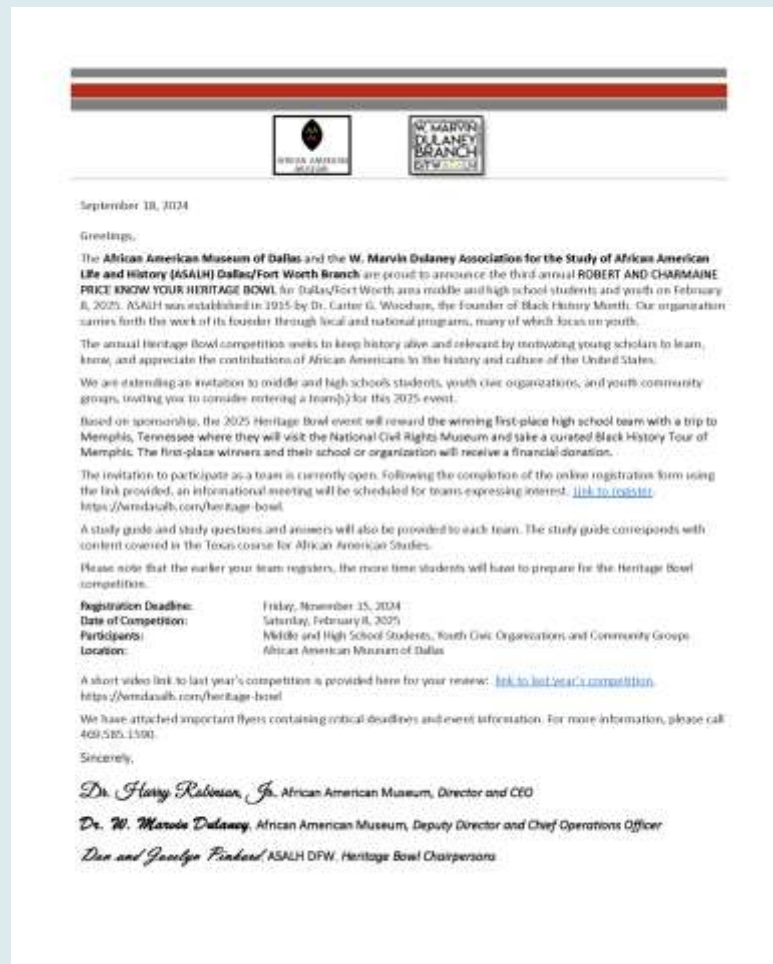 AFRICAN AMERICAN
MUSEUM
W. MARVIN
DULANEY
BRANCH
September 18, 2024
Greetings,
The African American Museum of Dallas and the W. Marvin Dulaney Association for the Study of African American
Life and History (ASALH) Dallas/Fort Worth Branch are proud to announce the third annual ROBERT AND CHARMAINE
PRICE KNOW YOUR HERITAGE BOWL for Dallas/Fort Worth area middle and high school students and youth on February
8, 2025. ASALH was established in 1915 by Dr. Carter G. Woodson, the Founder of Black History Month. Our organization
carries forth the work of its founder through local and national programs, many of which focus on youth.
The annual Heritage Bowl competition seeks to keep history alive and relevant by motivating young scholars to learn,
know, and appreciate the contributions of African Americans to the history and culture of the United States.
We are extending an invitation to middle and high schools students, youth civic organizations, and youth community
groups, inviting you to consider entering a team(s) for this 2025 event.
Based on sponsorship, the 2025 Heritage Bowl event will reward the winning first-place high school team with a trip to
Memphis, Tennessee where they will visit the National Civil Rights Museum and take a curated Black History Tour of
Memphis. The first-place winners and their school or organization will receive a financial donation.
The invitation to participate as a team is currently open. Following the completion of the online registration form using
the link provided, an informational meeting will be scheduled for teams expressing interest. Link to register.
https://wmdasalh.com/heritage-bowl
A study guide and study questions and answers will also be provided to each team. The study guide corresponds with
content covered in the Texas course for African American Studies.
Please note that the earlier your team registers, the more time students will have to prepare for the Heritage Bowl
competition.
Registration Deadline: Friday, November 15, 2024
Date of Competition: Saturday, February 8, 2025
Participants: Middle and High School Students, Youth Civic Organizations and Community Groups
Location: African American Museum of Dallas
A short video link to last year's competition is provided here for your review: link to last year's competition.
https://wmdasalh.com/heritage-bowl
We have attached important flyers containing critical deadlines and event information. For more information, please call
469.585.1590.
Sincerely,
Dr. Harry Robinson, Jr. African American Museum, Director and CEO
Dr. W. Marvin Dulaney, African American Museum, Deputy Director and Chief Operations Officer
Dan and Jocelyn Pinkard, ASALH DFW, Heritage Bowl Chairpersons